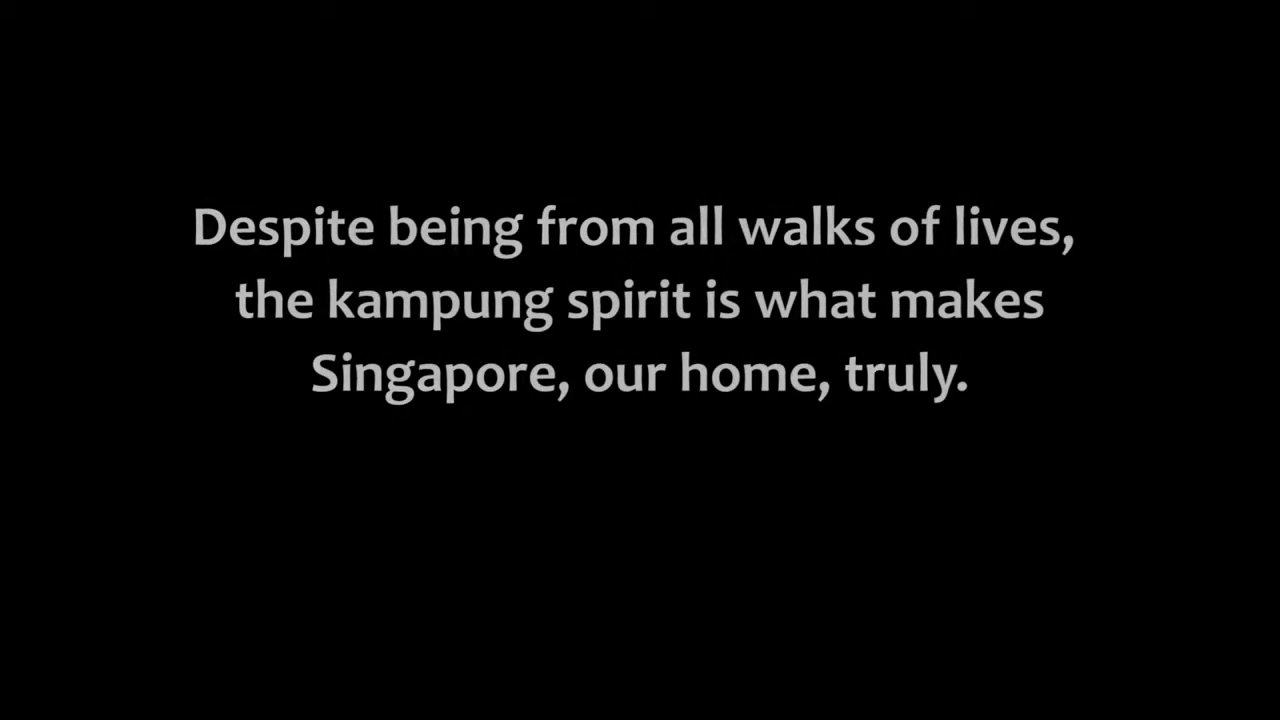 Despite being from all walks of lives,
the kampung spirit is what makes
Singapore, our home, truly.